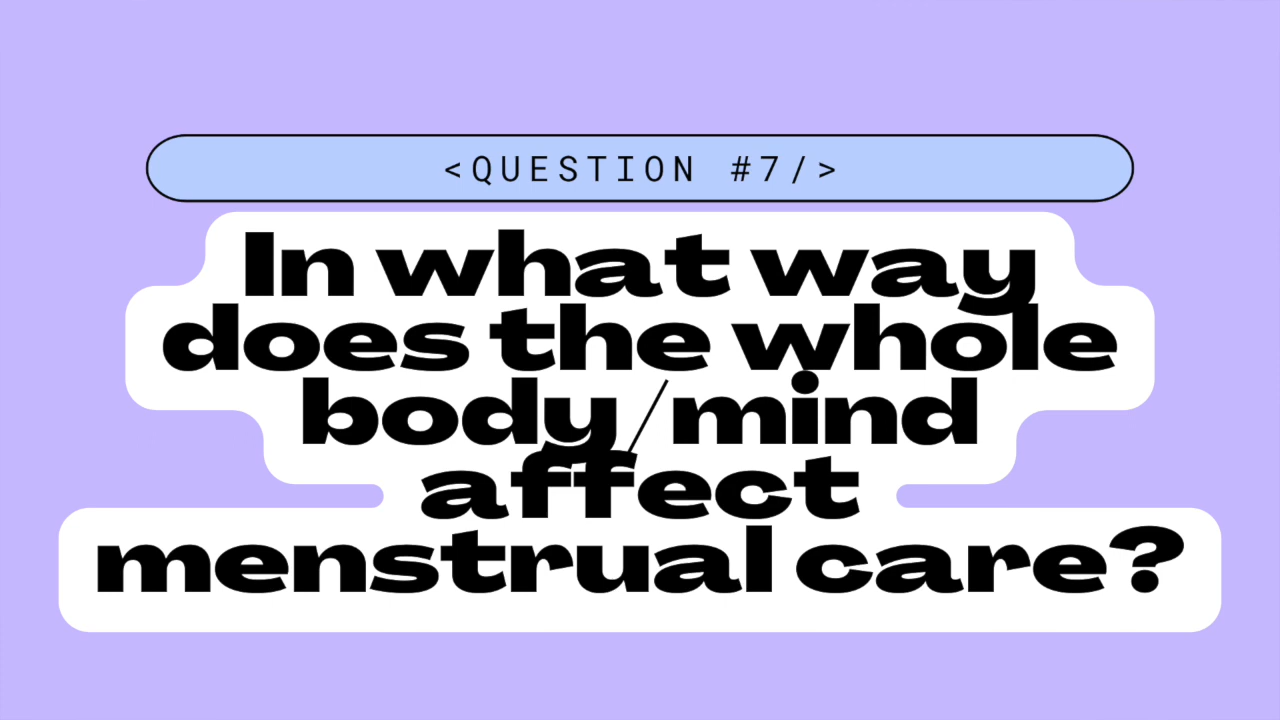 <QUESTION #7/>
In what way
does the whole
body/mind
affect
menstrual care?